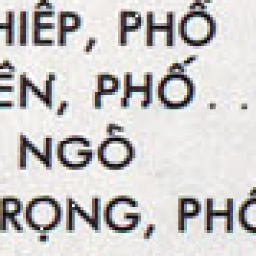 HIỆP, PHỐ
ÊN, PHỐ . .
NGÕ
RỌNG, PHỐ